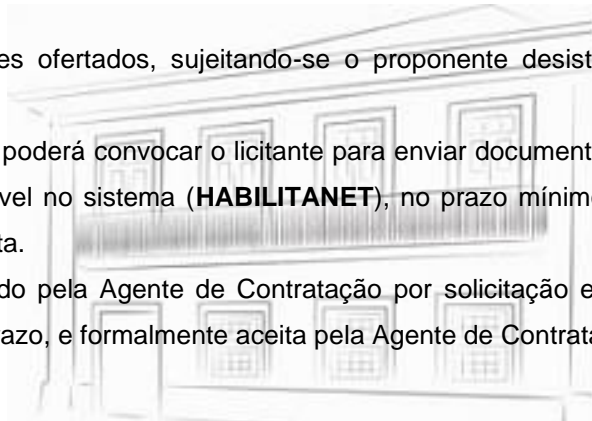 es ofertados, sujeitando-se o proponente desist
poderá convocar o licitante para enviar document
vel no sistema (HABILITANET), no prazo mínim
ta.
do pela Agente de Contratação por solicitação e
azo, e formalmente aceita pela Agente de Contrata